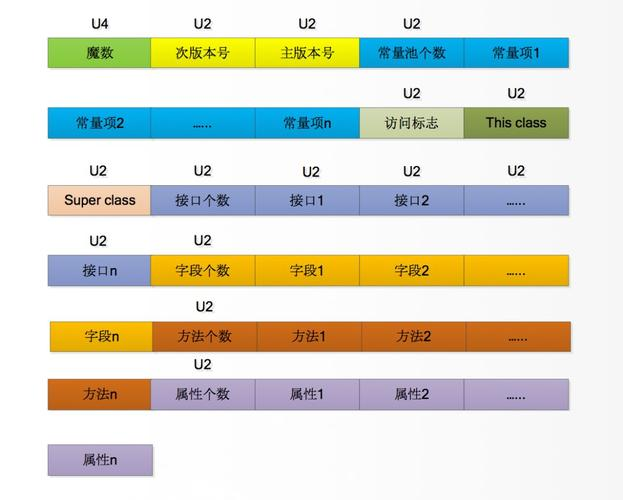 U4 U2 U2 U2
魔数 次版本号 主版本号 常量池个数 常量项1
U2 U2
常量项2 …... 常量项n 访问标志 This class
U2 U2 U2 U2 U2
Super class 接口个数 接口1 接口2 …...
U2 U2
接口n 字段个数 字段1 字段2 …...
U2
字段n 方法个数 方法1 方法2 …...
U2
方法n 属性个数 属性1 属性2 …...
属性n